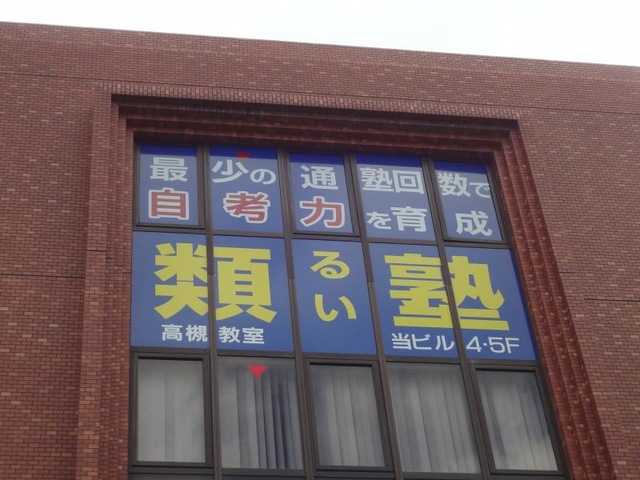 最少の通塾回数で
自考力を育成
類塾
るい
高槻教室
当ビル4・5F